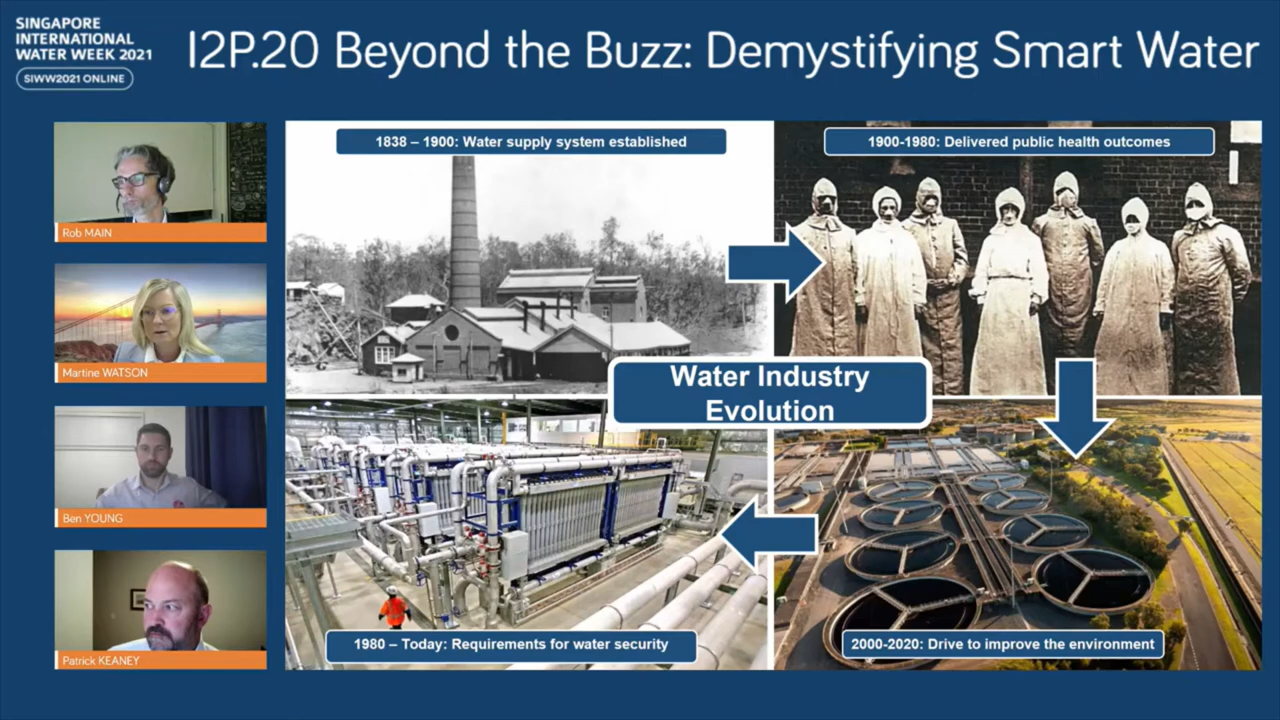 SINGAPORE
INTERNATIONAL
WATER WEEK 2021
SIWW2021 ONLINE
I2P.20 Beyond the Buzz: Demystifying Smart Water
Rob MAIN
Martine WATSON
Ben YOUNG
Patrick KEANEY
1838 – 1900: Water supply system established
1900-1980: Delivered public health outcomes
Water Industry
Evolution
1980 – Today: Requirements for water security
2000-2020: Drive to improve the environment